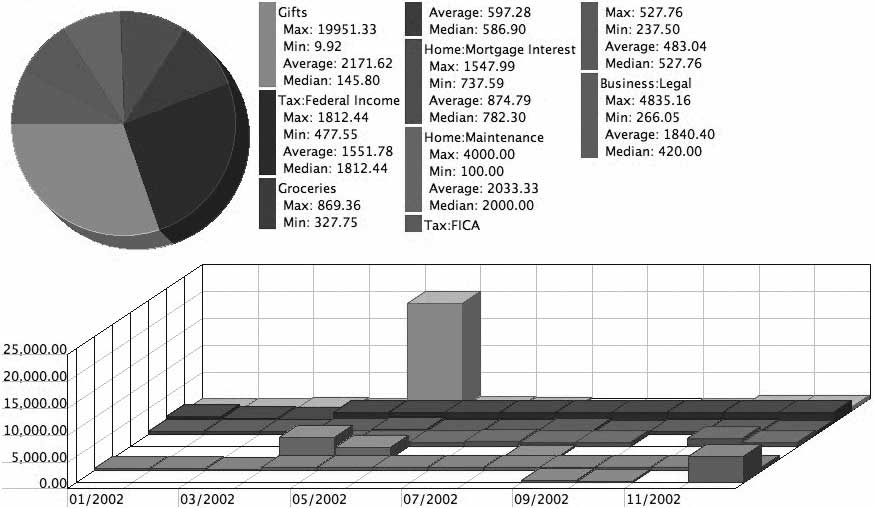 Gifts
Max: 19951.33
Min: 9.92
Average: 2171.62
Median: 145.80
Tax:Federal Income
Max: 1812.44
Min: 477.55
Average: 1551.78
Median: 1812.44
Groceries
Max: 869.36
Min: 327.75
Average: 597.28
Median: 586.90
Home:Mortgage Interest
Max: 1547.99
Min: 737.59
Average: 874.79
Median: 782.30
Home:Maintenance
Max: 4000.00
Min: 100.00
Average: 2033.33
Median: 2000.00
Tax:FICA
Max: 527.76
Min: 237.50
Average: 483.04
Median: 527.76
Business:Legal
Max: 4835.16
Min: 266.05
Average: 1840.40
Median: 420.00
25,000.00
20,000.00
15,000.00
10,000.00
5,000.00
0.00
01/2002 03/2002 05/2002 07/2002 09/2002 11/2002